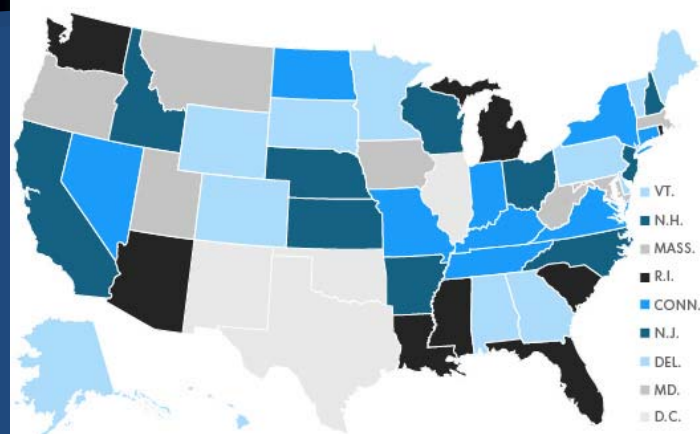 VT.
N.H.
MASS.
R.I.
CONN.
N.J.
DEL.
MD.
D.C.